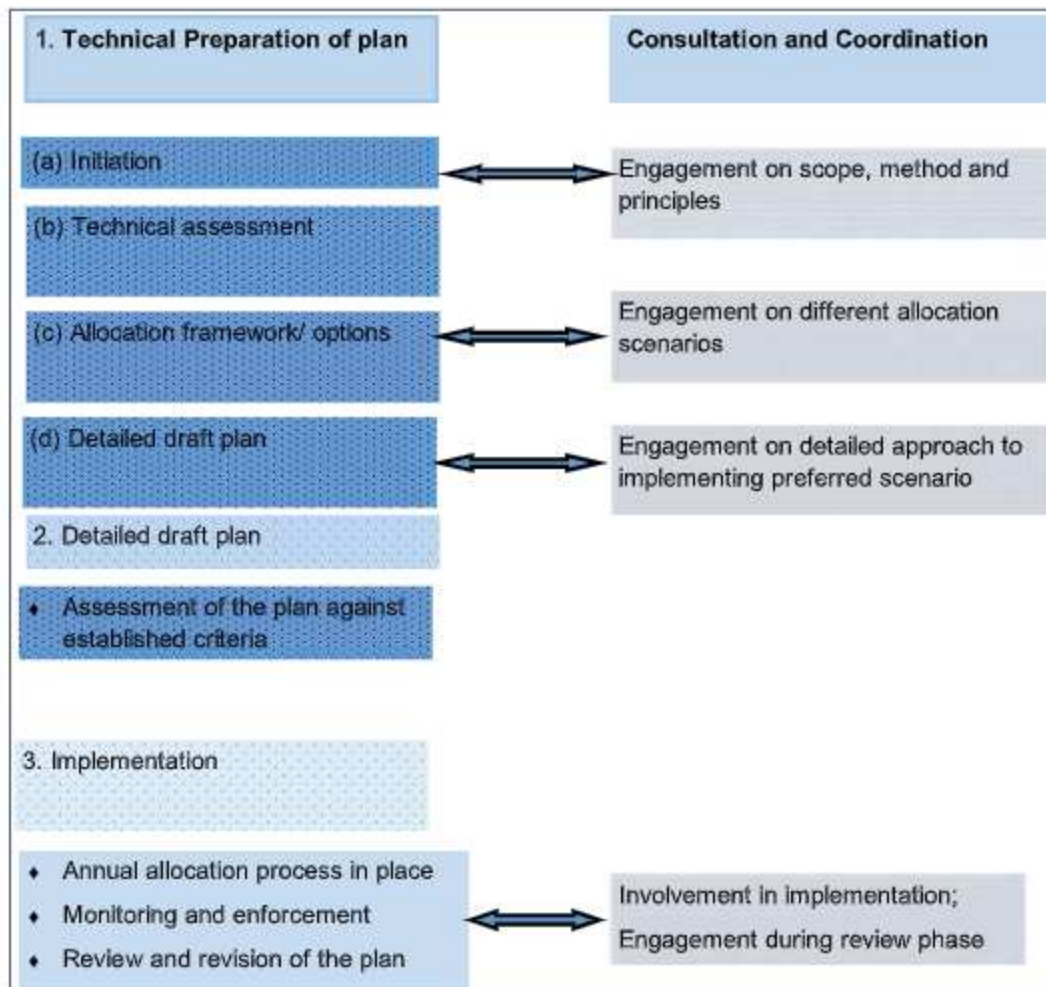 1. Technical Preparation of plan
Consultation and Coordination
(a) Initiation
Engagement on scope, method and
principles
(b) Technical assessment
(c) Allocation framework/ options
Engagement on different allocation
scenarios
(d) Detailed draft plan
Engagement on detailed approach to
implementing preferred scenario
2. Detailed draft plan
♦ Assessment of the plan against
established criteria
3. Implementation
♦ Annual allocation process in place
♦ Monitoring and enforcement
♦ Review and revision of the plan
Involvement in implementation;
Engagement during review phase